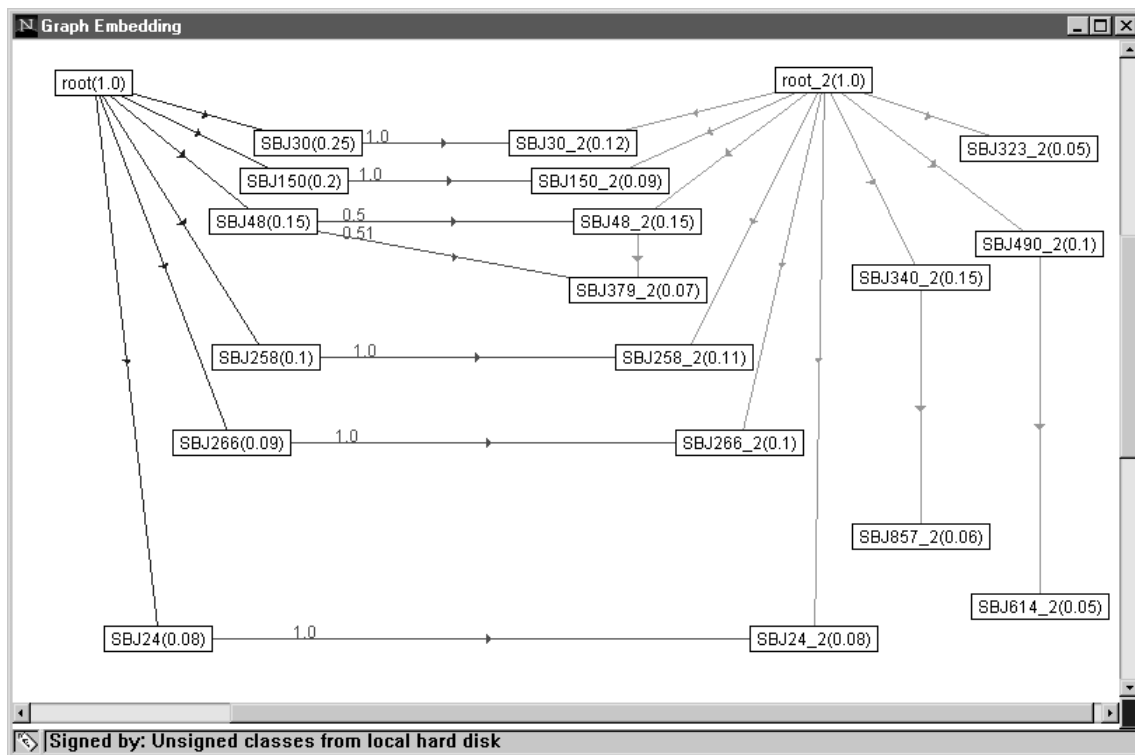 Graph Embedding
root(1.0)
root_2(1.0)
SBJ30(0.25)
1.0
SBJ30_2(0.12)
SBJ323_2(0.05)
SBJ150(0.2)
1.0
SBJ150_2(0.09)
SBJ48(0.15)
0.5
0.51
SBJ48_2(0.15)
SBJ490_2(0.1)
SBJ379_2(0.07)
SBJ340_2(0.15)
SBJ258(0.1)
1.0
SBJ258_2(0.11)
SBJ266(0.09)
1.0
SBJ266_2(0.1)
SBJ857_2(0.06)
SBJ614_2(0.05)
SBJ24(0.08)
1.0
SBJ24_2(0.08)
Signed by: Unsigned classes from local hard disk